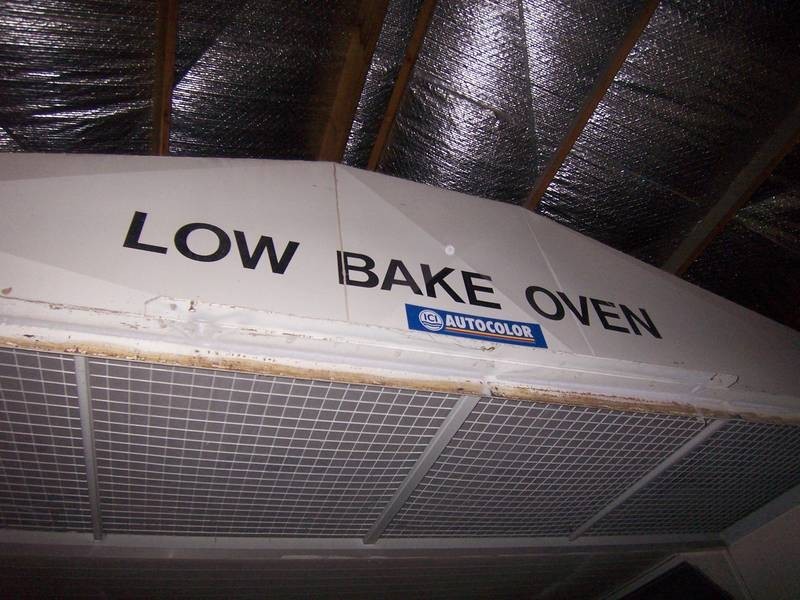 LOW BAKE OVEN
ICI AUTOCOLOR